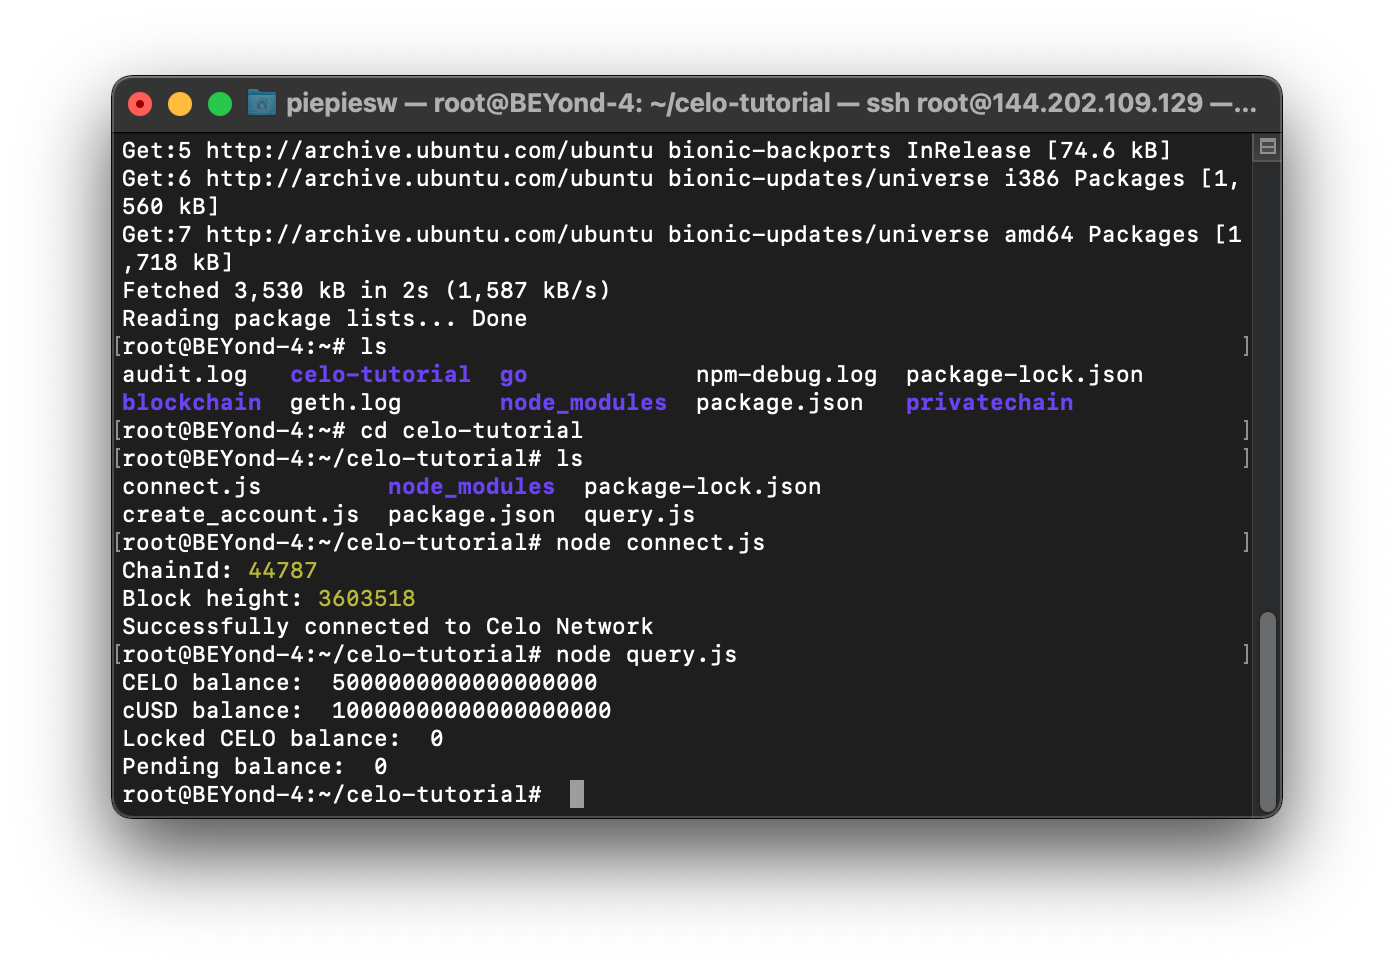 piepiesw — root@BEYond-4: ~/celo-tutorial — ssh root@144.202.109.129 —...
Get:5 http://archive.ubuntu.com/ubuntu bionic-backports InRelease [74.6 kB]
Get:6 http://archive.ubuntu.com/ubuntu bionic-updates/universe i386 Packages [1,
560 kB]
Get:7 http://archive.ubuntu.com/ubuntu bionic-updates/universe amd64 Packages [1
,718 kB]
Fetched 3,530 kB in 2s (1,587 kB/s)
Reading package lists... Done
[root@BEYond-4:~# ls ]
audit.log celo-tutorial go npm-debug.log package-lock.json
blockchain geth.log node_modules package.json privatechain
[root@BEYond-4:~# cd celo-tutorial ]
[root@BEYond-4:~/celo-tutorial# ls ]
connect.js node_modules package-lock.json
create_account.js package.json query.js
[root@BEYond-4:~/celo-tutorial# node connect.js ]
ChainId: 44787
Block height: 3603518
Successfully connected to Celo Network
[root@BEYond-4:~/celo-tutorial# node query.js ]
CELO balance: 5000000000000000000
cUSD balance: 10000000000000000000
Locked CELO balance: 0
Pending balance: 0
root@BEYond-4:~/celo-tutorial#